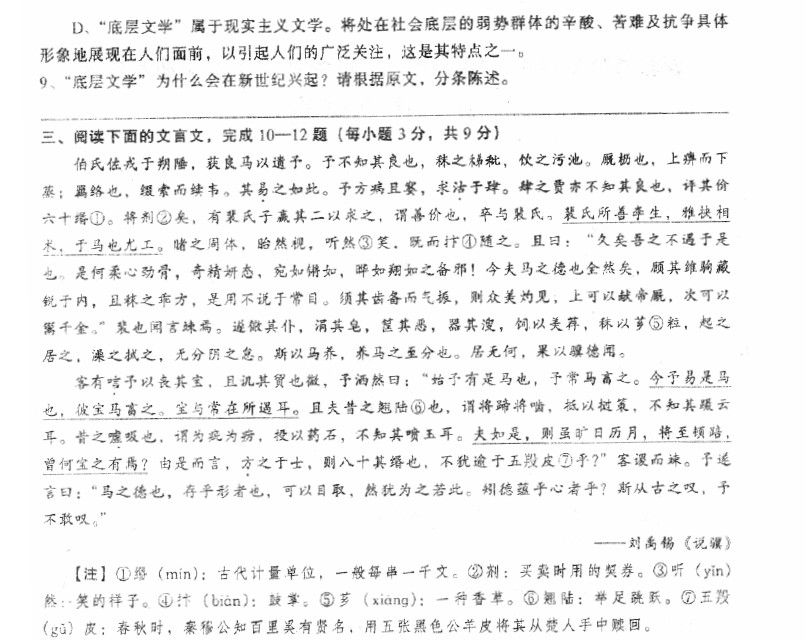 D、“底层文学”属于现实主义文学。将处在社会底层的弱势群体的辛酸、苦难及抗争具体
形象地展现在人们面前，以引起人们的广泛关注，这是其特点之一。
9、“底层文学”为什么会在新世纪兴起？请根据原文，分条陈述。
三、阅读下面的文言文，完成10—12题（每小题3分，共9分）
伯氏佐戎于朔陲，获良马以遗予。予不知其良也，秣之稊秕，饮之污池。厩枥也，上痹而下
蒸；羁络也，缀索而续韦。其易之如此。予方病且窭，求沽于肆。肆之贾亦不知其良也，评其价
六十缗①。将剂②矣，有裴氏子赢其二以求之，谓善价也，卒与裴氏。裴氏所善李生，雅挟相
术，于马也尤工。睹之周体，眙然视，听然③笑，既而抃④随之。且曰：“久矣吾之不遇于是
也。是何柔心劲骨，奇精妍态，宛如锵如，晔如翔如之备邪！今夫马之德也全然矣，顾其维驹藏
锐于内，且秣之乖方，是用不说于常目。须其齿备而气振，则众美灼见，上可以献帝厩，次可以
鬻千金。”裴也闻言竦焉。遂儆其仆，蠲其皂，筐其恶，器其溲，饲以美荐，秣以芗⑤粒，起之
居之，澡之拭之，无分阴之怠。斯以马养，养马之至分也。居无何，果以骥德闻。
客有唁予以丧其宝，且讥其贸也微，予洒然曰：“始予有是马也，予常马畜之。今予易是马
也，彼宝马畜之。宝与常在所遇耳。且夫昔之翘陆⑥也，谓将蹄将啮，抵以挝策，不知其蹑云
耳。昔之嘘吸也，谓为疵为疠，投以药石，不知其喷玉耳。夫如是，则虽旷日历月，将至顿踣，
曾何宝之有焉？由是而言，方之于士，则八十其缗也，不犹逾于五羖皮⑦乎？”客谡而竦。予遂
言曰：“马之德也，存乎形者也，可以目取，然犹为之若此。矧德蕴乎心者乎？斯从古之叹，予
不敢叹。”
——刘禹锡《说骥》
【注】①缗（mín）：古代计量单位，一般每串一千文。②剂：买卖时用的契券。③听（yǐn）
然：笑的样子。④抃（biàn）：鼓掌。⑤芗（xiāng）：一种香草。⑥翘陆：举足跳跃。⑦五羖
（gǔ）皮：春秋时，秦穆公知百里奚有贤名，用五张黑色公羊皮将其从楚人手中赎回。